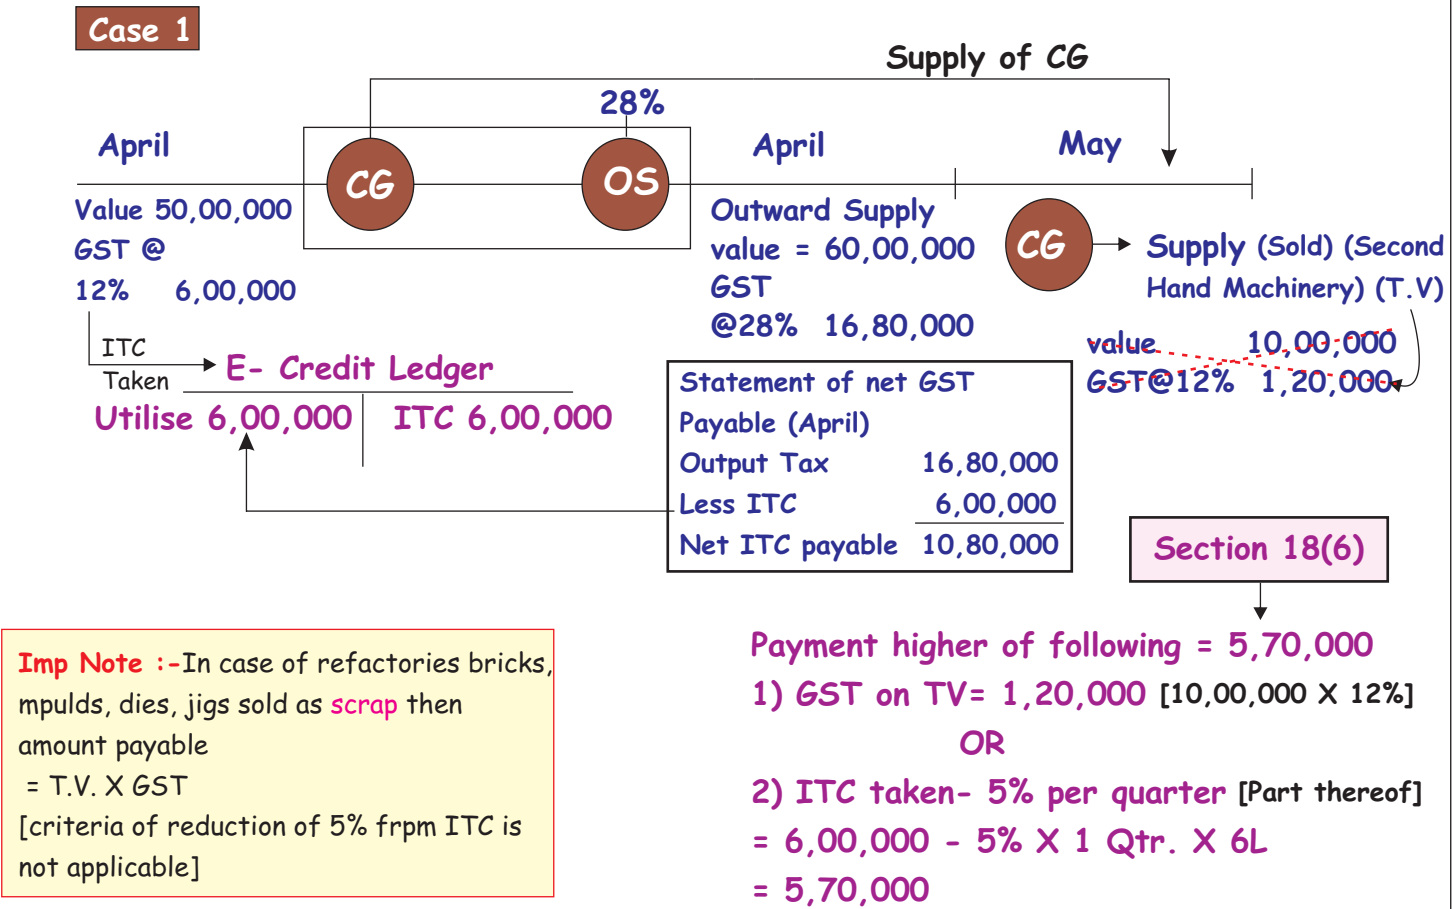 Case 1
Supply of CG
28%
April
CG
OS
April
May
Value 50,00,000
GST @
12% 6,00,000
Outward Supply
value = 60,00,000
GST
@28% 16,80,000
CG
Supply (Sold) (Second
Hand Machinery) (T.V)
value 10,00,000
GST@12% 1,20,000
ITC
Taken
E- Credit Ledger
Utilise 6,00,000 ITC 6,00,000
Statement of net GST
Payable (April)
Output Tax 16,80,000
Less ITC 6,00,000
Net ITC payable 10,80,000
Section 18(6)
Imp Note :-In case of refactories bricks,
mpulds, dies, jigs sold as scrap then
amount payable
= T.V. X GST
[criteria of reduction of 5% frpm ITC is
not applicable]
Payment higher of following = 5,70,000
1) GST on TV= 1,20,000 [10,00,000 X 12%]
OR
2) ITC taken- 5% per quarter [Part thereof]
= 6,00,000 - 5% X 1 Qtr. X 6L
= 5,70,000